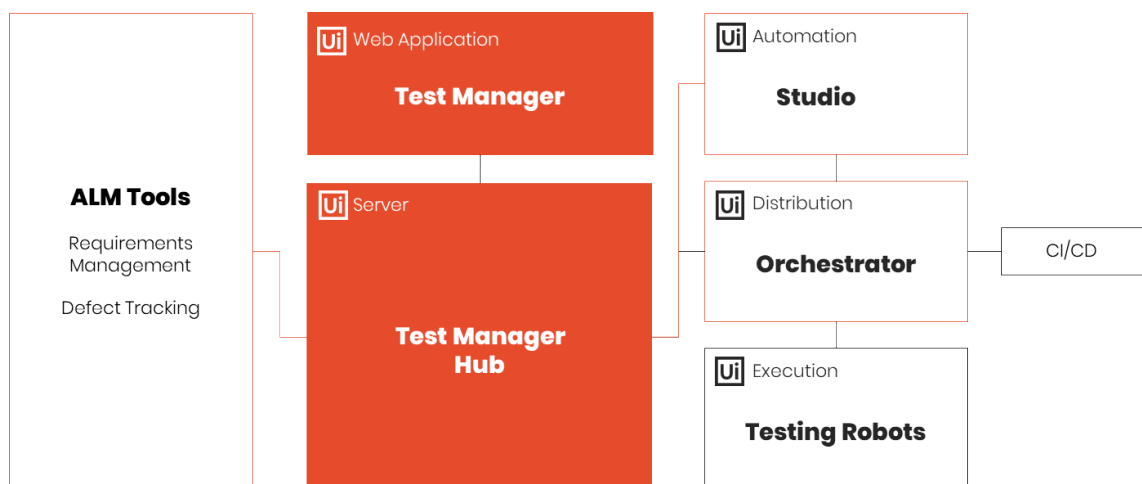 ALM Tools
Requirements
Management
Defect Tracking
Ui Web Application
Test Manager
Ui Server
Test Manager
Hub
Ui Automation
Studio
Ui Distribution
Orchestrator
Ui Execution
Testing Robots
CI/CD